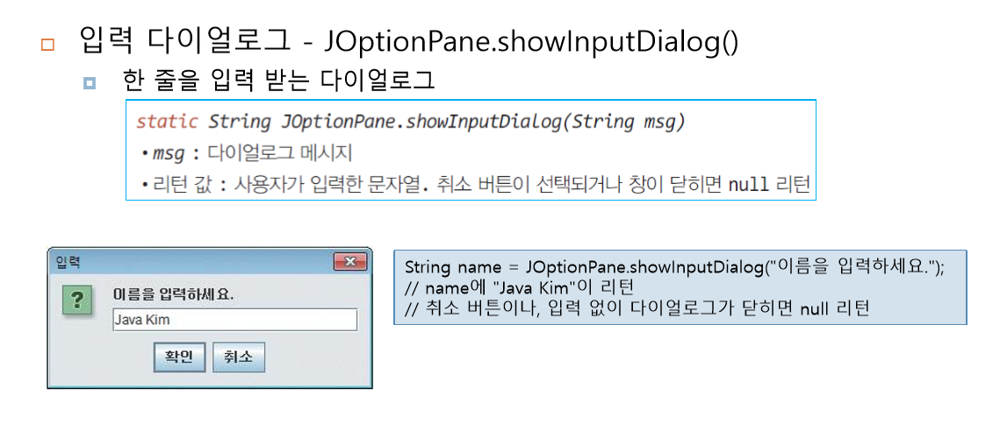 입력 다이얼로그 - JOptionPane.showInputDialog()
한 줄을 입력 받는 다이얼로그
static String JOptionPane.showInputDialog(String msg)
• msg : 다이얼로그 메시지
• 리턴 값 : 사용자가 입력한 문자열. 취소 버튼이 선택되거나 창이 닫히면 null 리턴
입력
이름을 입력하세요.
Java Kim
확인 취소
String name = JOptionPane.showInputDialog("이름을 입력하세요.");
// name에 "Java Kim"이 리턴
// 취소 버튼이나, 입력 없이 다이얼로그가 닫히면 null 리턴